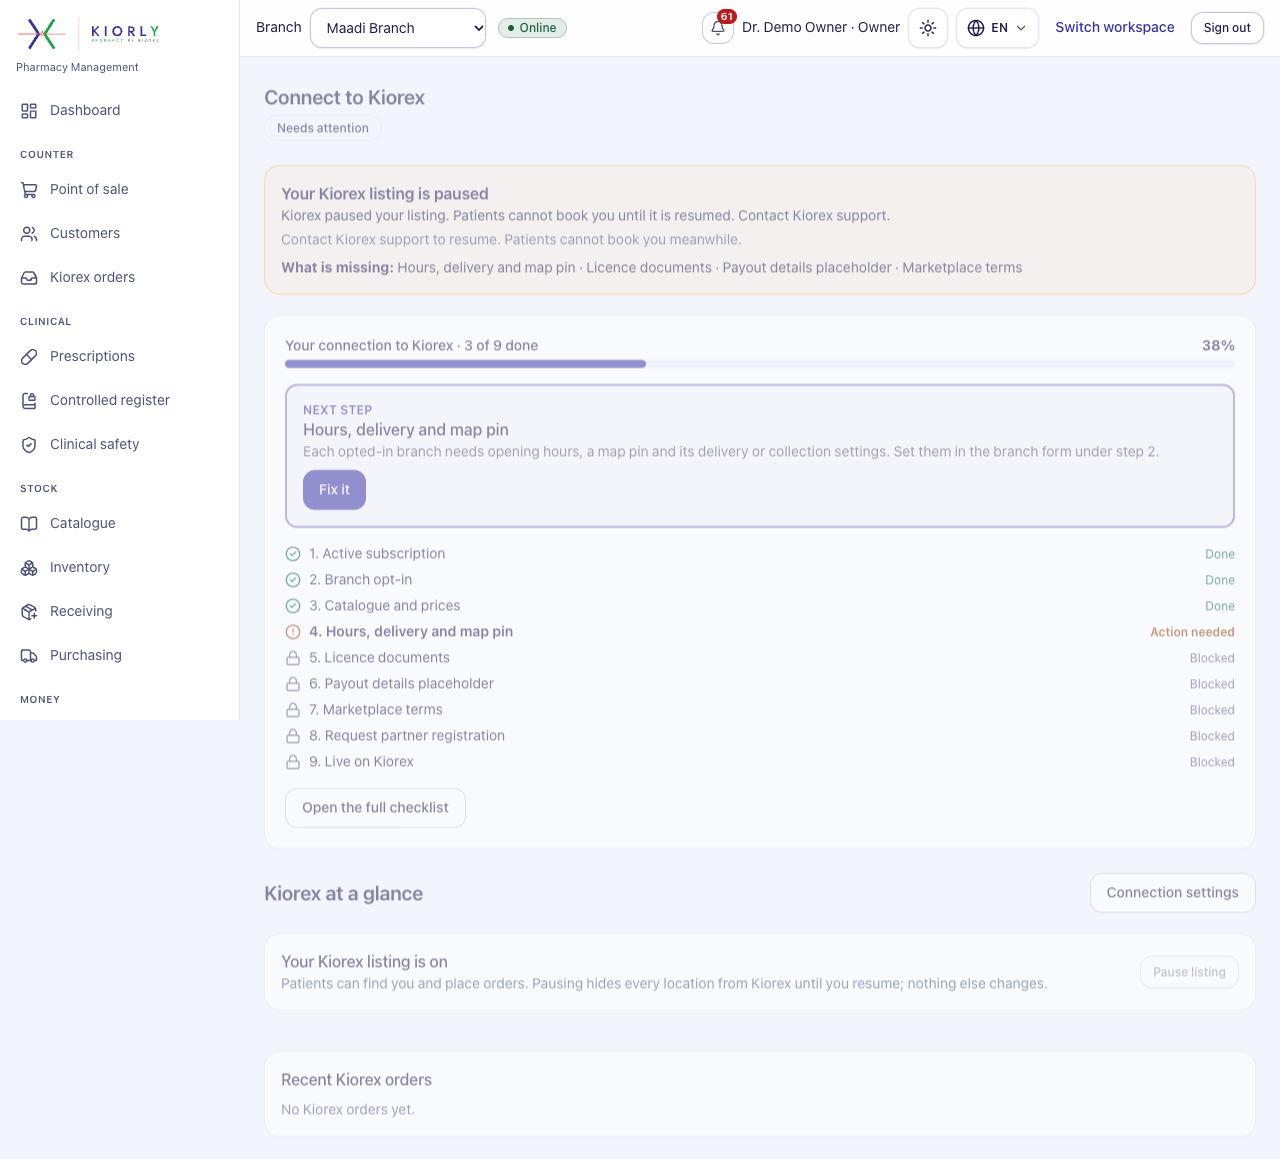 KIORLY
PHARMACY BY KIOREX
Pharmacy Management
Dashboard
COUNTER
Point of sale
Customers
Kiorex orders
CLINICAL
Prescriptions
Controlled register
Clinical safety
STOCK
Catalogue
Inventory
Receiving
Purchasing
MONEY
Branch
Maadi Branch
Online
61
Dr. Demo Owner · Owner
EN
Switch workspace
Sign out
Connect to Kiorex
Needs attention
Your Kiorex listing is paused
Kiorex paused your listing. Patients cannot book you until it is resumed. Contact Kiorex support.
Contact Kiorex support to resume. Patients cannot book you meanwhile.
What is missing: Hours, delivery and map pin · Licence documents · Payout details placeholder · Marketplace terms
Your connection to Kiorex · 3 of 9 done 38%
NEXT STEP
Hours, delivery and map pin
Each opted-in branch needs opening hours, a map pin and its delivery or collection settings. Set them in the branch form under step 2.
Fix it
1. Active subscription Done
2. Branch opt-in Done
3. Catalogue and prices Done
4. Hours, delivery and map pin Action needed
5. Licence documents Blocked
6. Payout details placeholder Blocked
7. Marketplace terms Blocked
8. Request partner registration Blocked
9. Live on Kiorex Blocked
Open the full checklist
Kiorex at a glance
Connection settings
Your Kiorex listing is on
Patients can find you and place orders. Pausing hides every location from Kiorex until you resume; nothing else changes.
Pause listing
Recent Kiorex orders
No Kiorex orders yet.